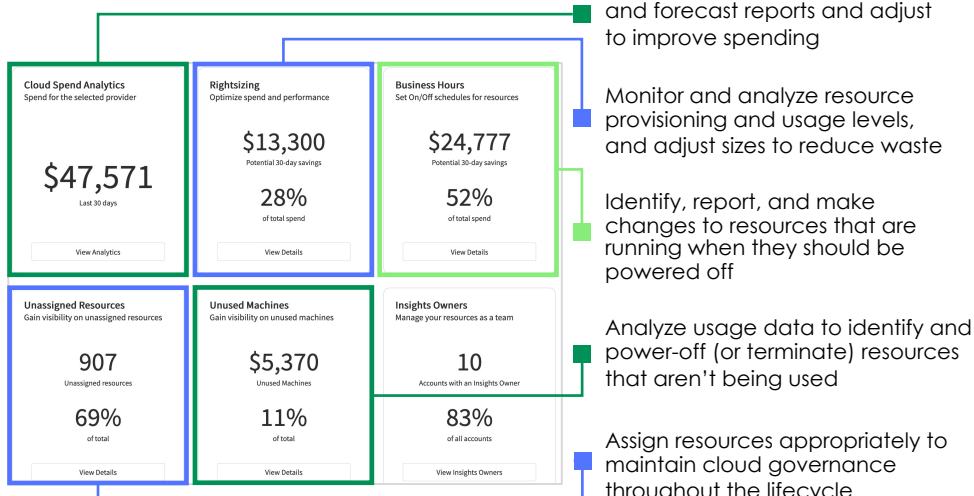 and forecast reports and adjust
to improve spending
Cloud Spend Analytics
Spend for the selected provider
$47,571
Last 30 days
View Analytics
Rightsizing
Optimize spend and performance
$13,300
Potential 30-day savings
28%
of total spend
View Details
Business Hours
Set On/Off schedules for resources
$24,777
Potential 30-day savings
52%
of total spend
View Details
Monitor and analyze resource
provisioning and usage levels,
and adjust sizes to reduce waste
Identify, report, and make
changes to resources that are
running when they should be
powered off
Unassigned Resources
Gain visibility on unassigned resources
907
Unassigned resources
69%
of total
View Details
Unused Machines
Gain visibility on unused machines
$5,370
Unused Machines
11%
of total
View Details
Insights Owners
Manage your resources as a team
10
Accounts with an Insights Owner
83%
of all accounts
View Insights Owners
Analyze usage data to identify and
power-off (or terminate) resources
that aren’t being used
Assign resources appropriately to
maintain cloud governance
throughout the lifecycle